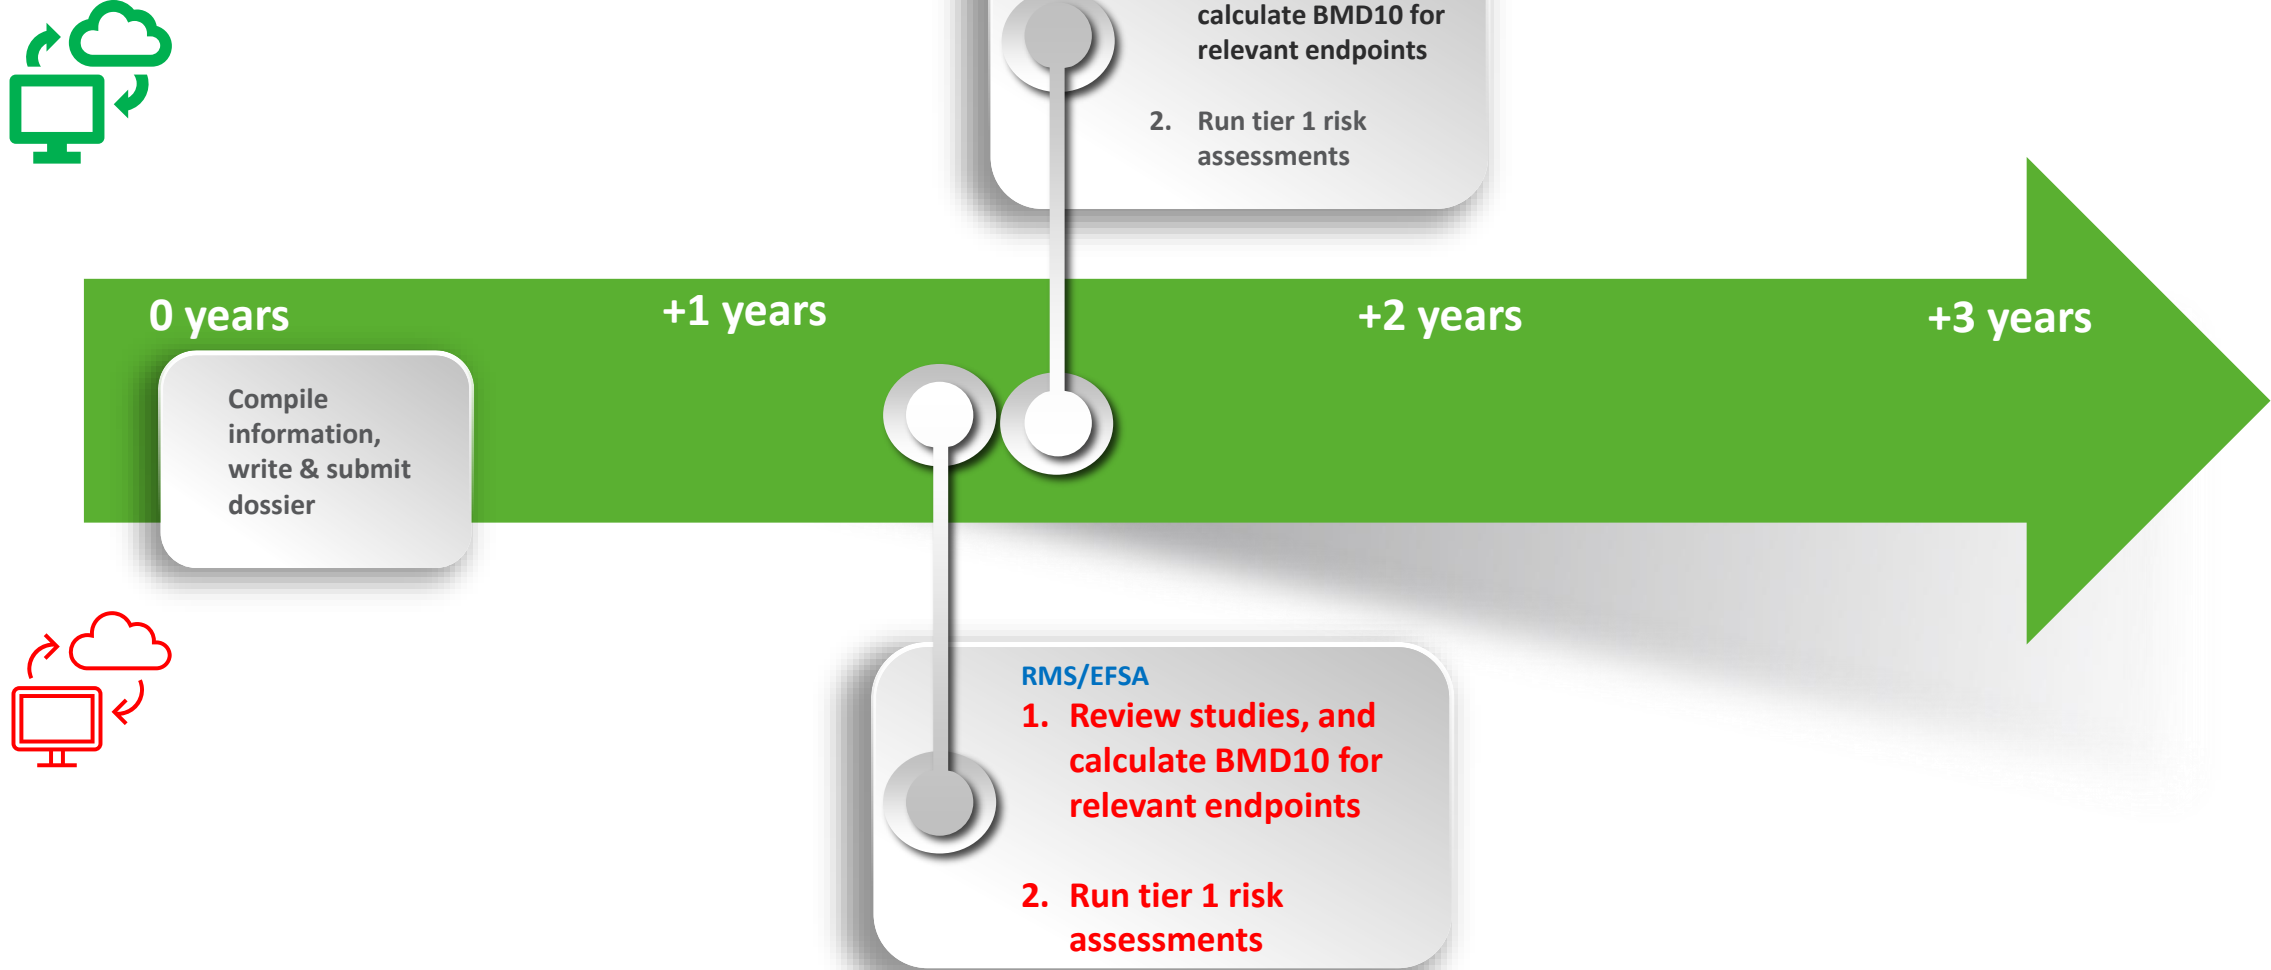 calculate BMD10 for
relevant endpoints
2. Run tier 1 risk
assessments
0 years
+1 years
+2 years
+3 years
Compile
information,
write & submit
dossier
RMS/EFSA
1. Review studies, and
calculate BMD10 for
relevant endpoints
2. Run tier 1 risk
assessments